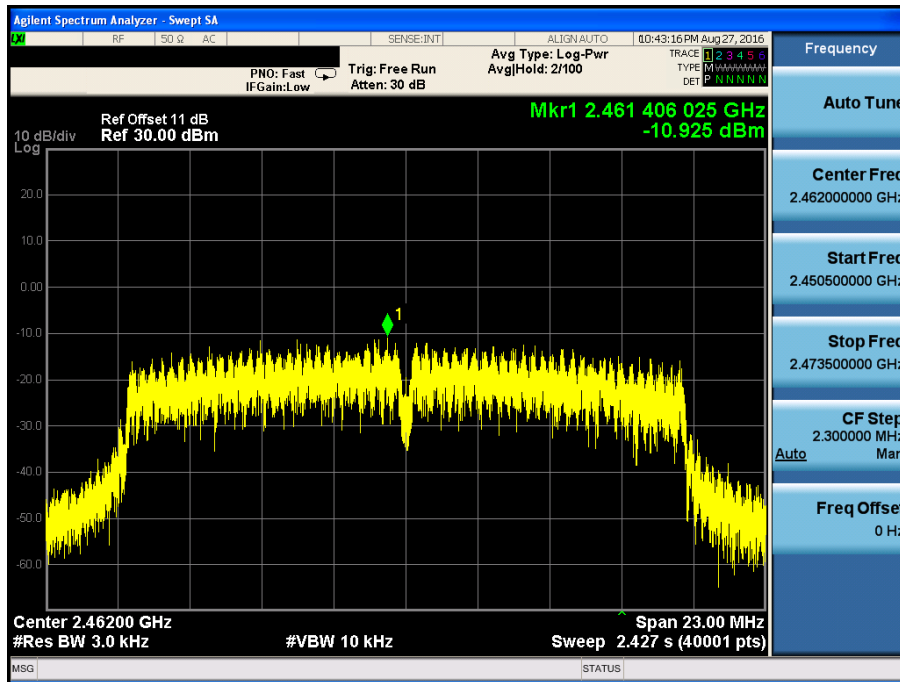 Agilent Spectrum Analyzer - Swept SA
LXI RF 50 Ω AC SENSE:INT ALIGN AUTO 10:43:16 PM Aug 27, 2016
PNO: Fast Trig: Free Run Avg Type: Log-Pwr TRACE 1 2 3 4 5 6
IFGain:Low Atten: 30 dB Avg|Hold: 2/100 TYPE M WWWWW
DET P N N N N N
Mkr1 2.461 406 025 GHz
-10.925 dBm
Ref Offset 11 dB
10 dB/div Ref 30.00 dBm
Log
20.0
10.0
0.00
-10.0
-20.0
-30.0
-40.0
-50.0
-60.0
1
Center 2.46200 GHz Span 23.00 MHz
#Res BW 3.0 kHz #VBW 10 kHz Sweep 2.427 s (40001 pts)
MSG STATUS
Frequency
Auto Tune
Center Freq
2.462000000 GHz
Start Freq
2.450500000 GHz
Stop Freq
2.473500000 GHz
CF Step
2.300000 MHz
Auto Man
Freq Offset
0 Hz